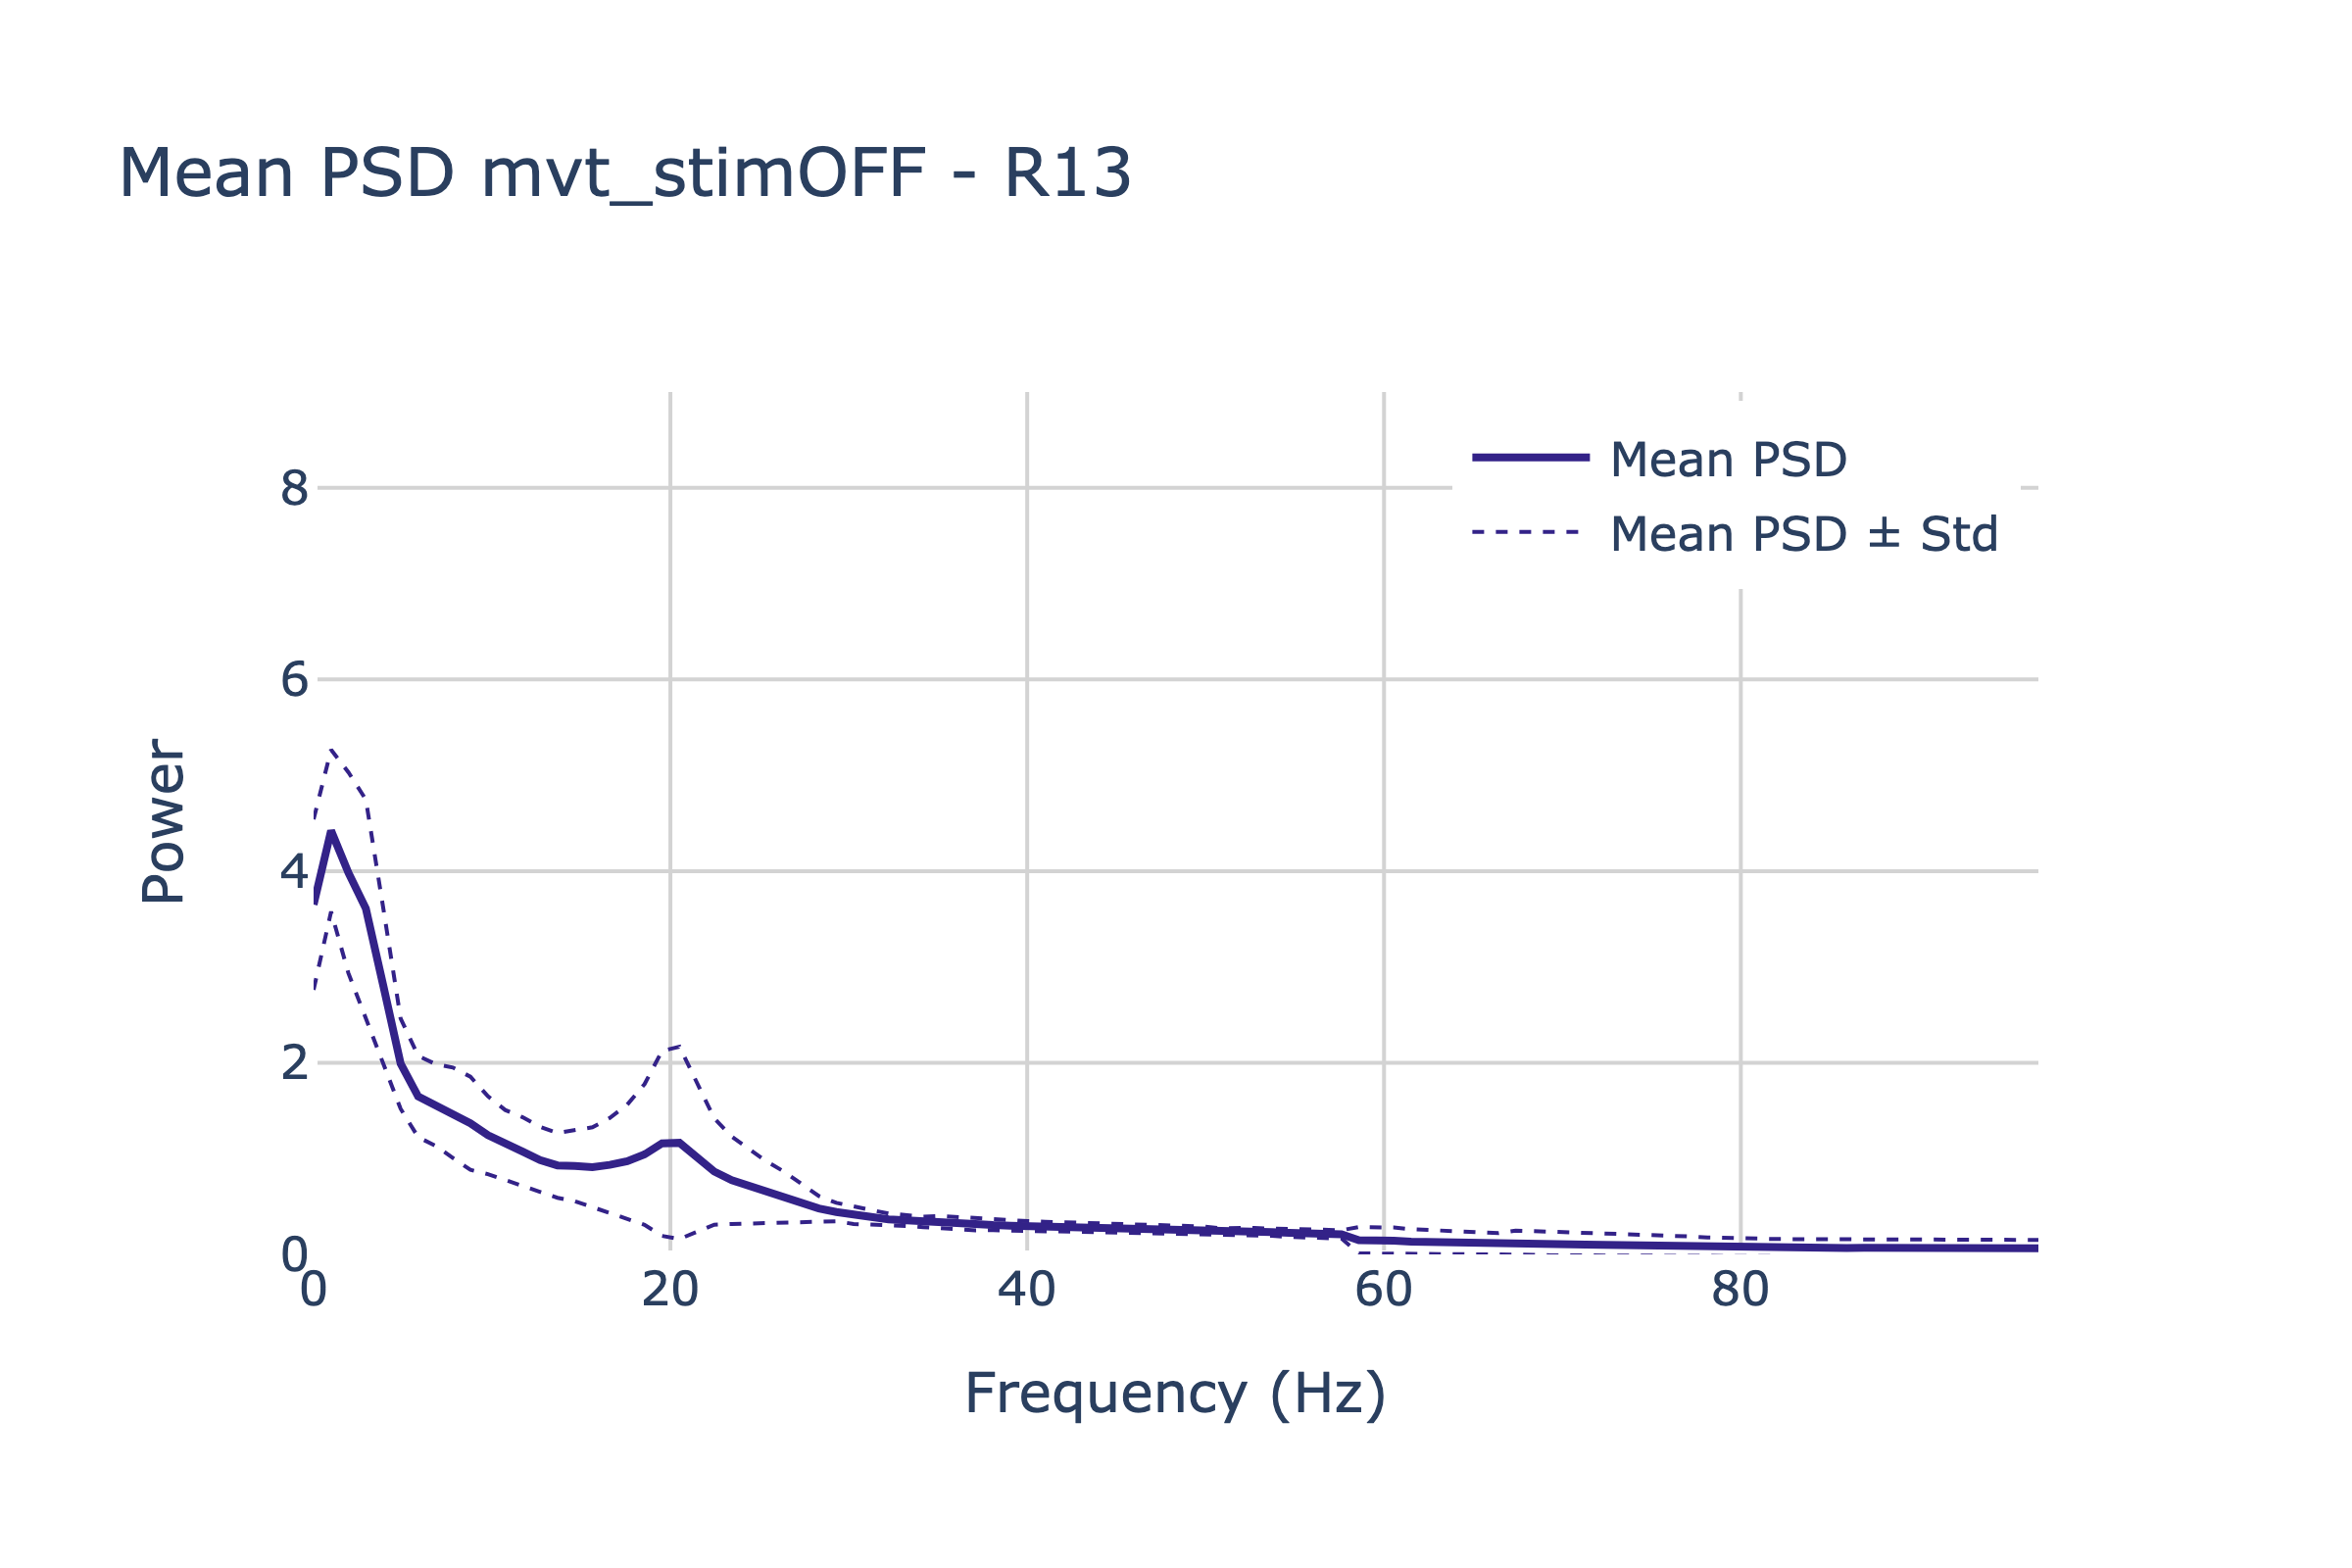 Mean PSD mvt_stimOFF - R13
Mean PSD
Mean PSD ± Std
8
6
4
2
0
Power
0 20 40 60 80
Frequency (Hz)